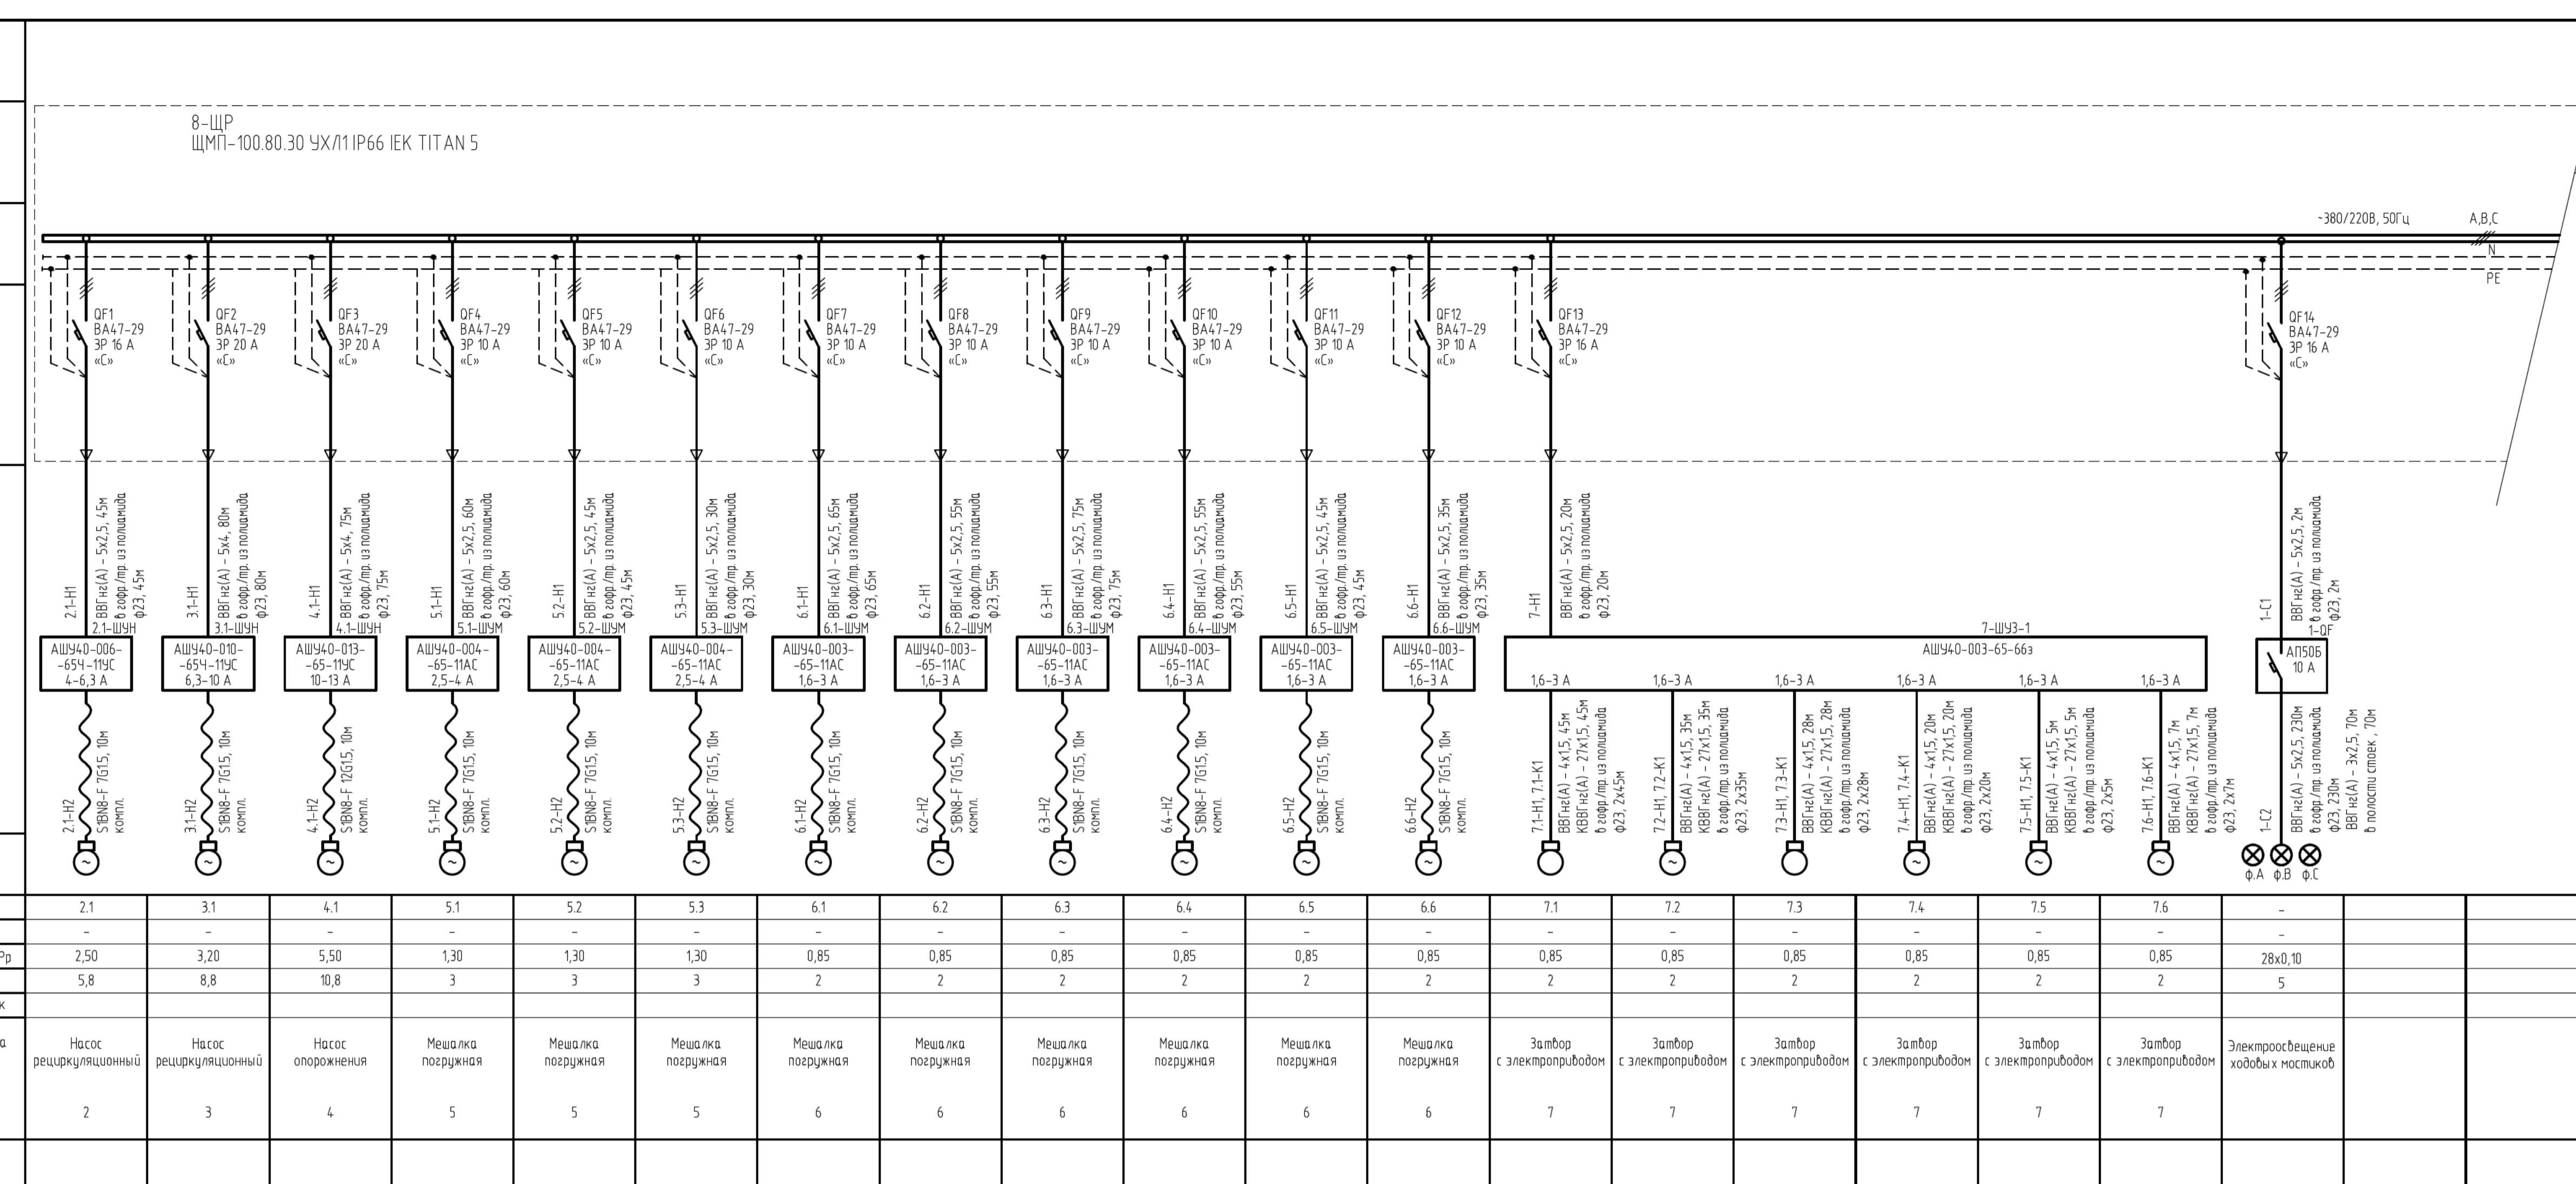 8-ЩР
ЩМП-100.80.30 УХЛ1 IP66 IEK TITAN 5
~380/220В, 50Гц
А,В,С
N
PE
QF1
ВА47-29
3Р 16 А
«С»
QF2
ВА47-29
3Р 20 А
«С»
QF3
ВА47-29
3Р 20 А
«С»
QF4
ВА47-29
3Р 10 А
«С»
QF5
ВА47-29
3Р 10 А
«С»
QF6
ВА47-29
3Р 10 А
«С»
QF7
ВА47-29
3Р 10 А
«С»
QF8
ВА47-29
3Р 10 А
«С»
QF9
ВА47-29
3Р 10 А
«С»
QF10
ВА47-29
3Р 10 А
«С»
QF11
ВА47-29
3Р 10 А
«С»
QF12
ВА47-29
3Р 10 А
«С»
QF13
ВА47-29
3Р 16 А
«С»
QF14
ВА47-29
3Р 16 А
«С»
2.1-Н1
ВВГнг(А) - 5х2,5, 45м
в гофр./тр. из полиамида
ф23, 45м
3.1-Н1
ВВГнг(А) - 5х4, 80м
в гофр./тр. из полиамида
ф23, 80м
4.1-Н1
ВВГнг(А) - 5х4, 75м
в гофр./тр. из полиамида
ф23, 75м
5.1-Н1
ВВГнг(А) - 5х2,5, 60м
в гофр./тр. из полиамида
ф23, 60м
5.2-Н1
ВВГнг(А) - 5х2,5, 45м
в гофр./тр. из полиамида
ф23, 45м
5.3-Н1
ВВГнг(А) - 5х2,5, 30м
в гофр./тр. из полиамида
ф23, 30м
6.1-Н1
ВВГнг(А) - 5х2,5, 65м
в гофр./тр. из полиамида
ф23, 65м
6.2-Н1
ВВГнг(А) - 5х2,5, 55м
в гофр./тр. из полиамида
ф23, 55м
6.3-Н1
ВВГнг(А) - 5х2,5, 75м
в гофр./тр. из полиамида
ф23, 75м
6.4-Н1
ВВГнг(А) - 5х2,5, 55м
в гофр./тр. из полиамида
ф23, 55м
6.5-Н1
ВВГнг(А) - 5х2,5, 45м
в гофр./тр. из полиамида
ф23, 45м
6.6-Н1
ВВГнг(А) - 5х2,5, 35м
в гофр./тр. из полиамида
ф23, 35м
7-Н1
ВВГнг(А) - 5х2,5, 20м
в гофр./тр. из полиамида
ф23, 20м
1-С1
ВВГнг(А) - 5х2,5, 2м
в гофр./тр. из полиамида
ф23, 2м
2.1-ШУН
АШУ40-006-
-65Ч-11УС
4-6,3 А
3.1-ШУН
АШУ40-010-
-65Ч-11УС
6,3-10 А
4.1-ШУН
АШУ40-013-
-65-11УС
10-13 А
5.1-ШУМ
АШУ40-004-
-65-11АС
2,5-4 А
5.2-ШУМ
АШУ40-004-
-65-11АС
2,5-4 А
5.3-ШУМ
АШУ40-004-
-65-11АС
2,5-4 А
6.1-ШУМ
АШУ40-003-
-65-11АС
1,6-3 А
6.2-ШУМ
АШУ40-003-
-65-11АС
1,6-3 А
6.3-ШУМ
АШУ40-003-
-65-11АС
1,6-3 А
6.4-ШУМ
АШУ40-003-
-65-11АС
1,6-3 А
6.5-ШУМ
АШУ40-003-
-65-11АС
1,6-3 А
6.6-ШУМ
АШУ40-003-
-65-11АС
1,6-3 А
7-ШУЗ-1
АШУ40-003-65-66з
1,6-3 А 1,6-3 А 1,6-3 А 1,6-3 А 1,6-3 А 1,6-3 А
1-QF
АП50Б
10 А
2.1-Н2
S1BN8-F 7G1.5, 10м
компл.
3.1-Н2
S1BN8-F 7G1.5, 10м
компл.
4.1-Н2
S1BN8-F 12G1.5, 10м
компл.
5.1-Н2
S1BN8-F 7G1.5, 10м
компл.
5.2-Н2
S1BN8-F 7G1.5, 10м
компл.
5.3-Н2
S1BN8-F 7G1.5, 10м
компл.
6.1-Н2
S1BN8-F 7G1.5, 10м
компл.
6.2-Н2
S1BN8-F 7G1.5, 10м
компл.
6.3-Н2
S1BN8-F 7G1.5, 10м
компл.
6.4-Н2
S1BN8-F 7G1.5, 10м
компл.
6.5-Н2
S1BN8-F 7G1.5, 10м
компл.
6.6-Н2
S1BN8-F 7G1.5, 10м
компл.
7.1-Н1, 7.1-К1
ВВГнг(А) - 4х1,5, 45м
КВВГнг(А) - 27х1,5, 45м
в гофр./тр. из полиамида
ф23, 2х45м
7.2-Н1, 7.2-К1
ВВГнг(А) - 4х1,5, 35м
КВВГнг(А) - 27х1,5, 35м
в гофр./тр. из полиамида
ф23, 2х35м
7.3-Н1, 7.3-К1
ВВГнг(А) - 4х1,5, 28м
КВВГнг(А) - 27х1,5, 28м
в гофр./тр. из полиамида
ф23, 2х28м
7.4-Н1, 7.4-К1
ВВГнг(А) - 4х1,5, 20м
КВВГнг(А) - 27х1,5, 20м
в гофр./тр. из полиамида
ф23, 2х20м
7.5-Н1, 7.5-К1
ВВГнг(А) - 4х1,5, 5м
КВВГнг(А) - 27х1,5, 5м
в гофр./тр. из полиамида
ф23, 2х5м
7.6-Н1, 7.6-К1
ВВГнг(А) - 4х1,5, 7м
КВВГнг(А) - 27х1,5, 7м
в гофр./тр. из полиамида
ф23, 2х7м
1-С2
ВВГнг(А) - 5х2,5, 230м
в гофр./тр. из полиамида
ф23, 230м
ВВГнг(А) - 3х2,5, 70м
в полости стоек , 70м
ф.А ф.В ф.С
2.1 3.1 4.1 5.1 5.2 5.3 6.1 6.2 6.3 6.4 6.5 6.6 7.1 7.2 7.3 7.4 7.5 7.6 -
- - - - - - - - - - - - - - - - - - -
Рр 2,50 3,20 5,50 1,30 1,30 1,30 0,85 0,85 0,85 0,85 0,85 0,85 0,85 0,85 0,85 0,85 0,85 0,85 28х0,10
5,8 8,8 10,8 3 3 3 2 2 2 2 2 2 2 2 2 2 2 2 5
к
а
Насос
рециркуляционный
Насос
рециркуляционный
Насос
опорожнения
Мешалка
погружная
Мешалка
погружная
Мешалка
погружная
Мешалка
погружная
Мешалка
погружная
Мешалка
погружная
Мешалка
погружная
Мешалка
погружная
Мешалка
погружная
Затвор
с электроприводом
Затвор
с электроприводом
Затвор
с электроприводом
Затвор
с электроприводом
Затвор
с электроприводом
Затвор
с электроприводом
Электроосвещение
ходовых мостиков
2 3 4 5 5 5 6 6 6 6 6 6 7 7 7 7 7 7